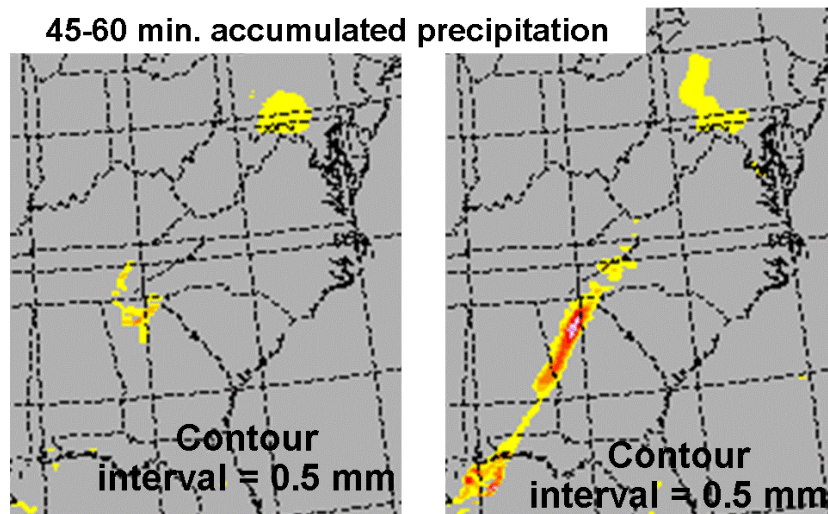 45-60 min. accumulated precipitation
Contour
interval = 0.5 mm
Contour
interval = 0.5 mm